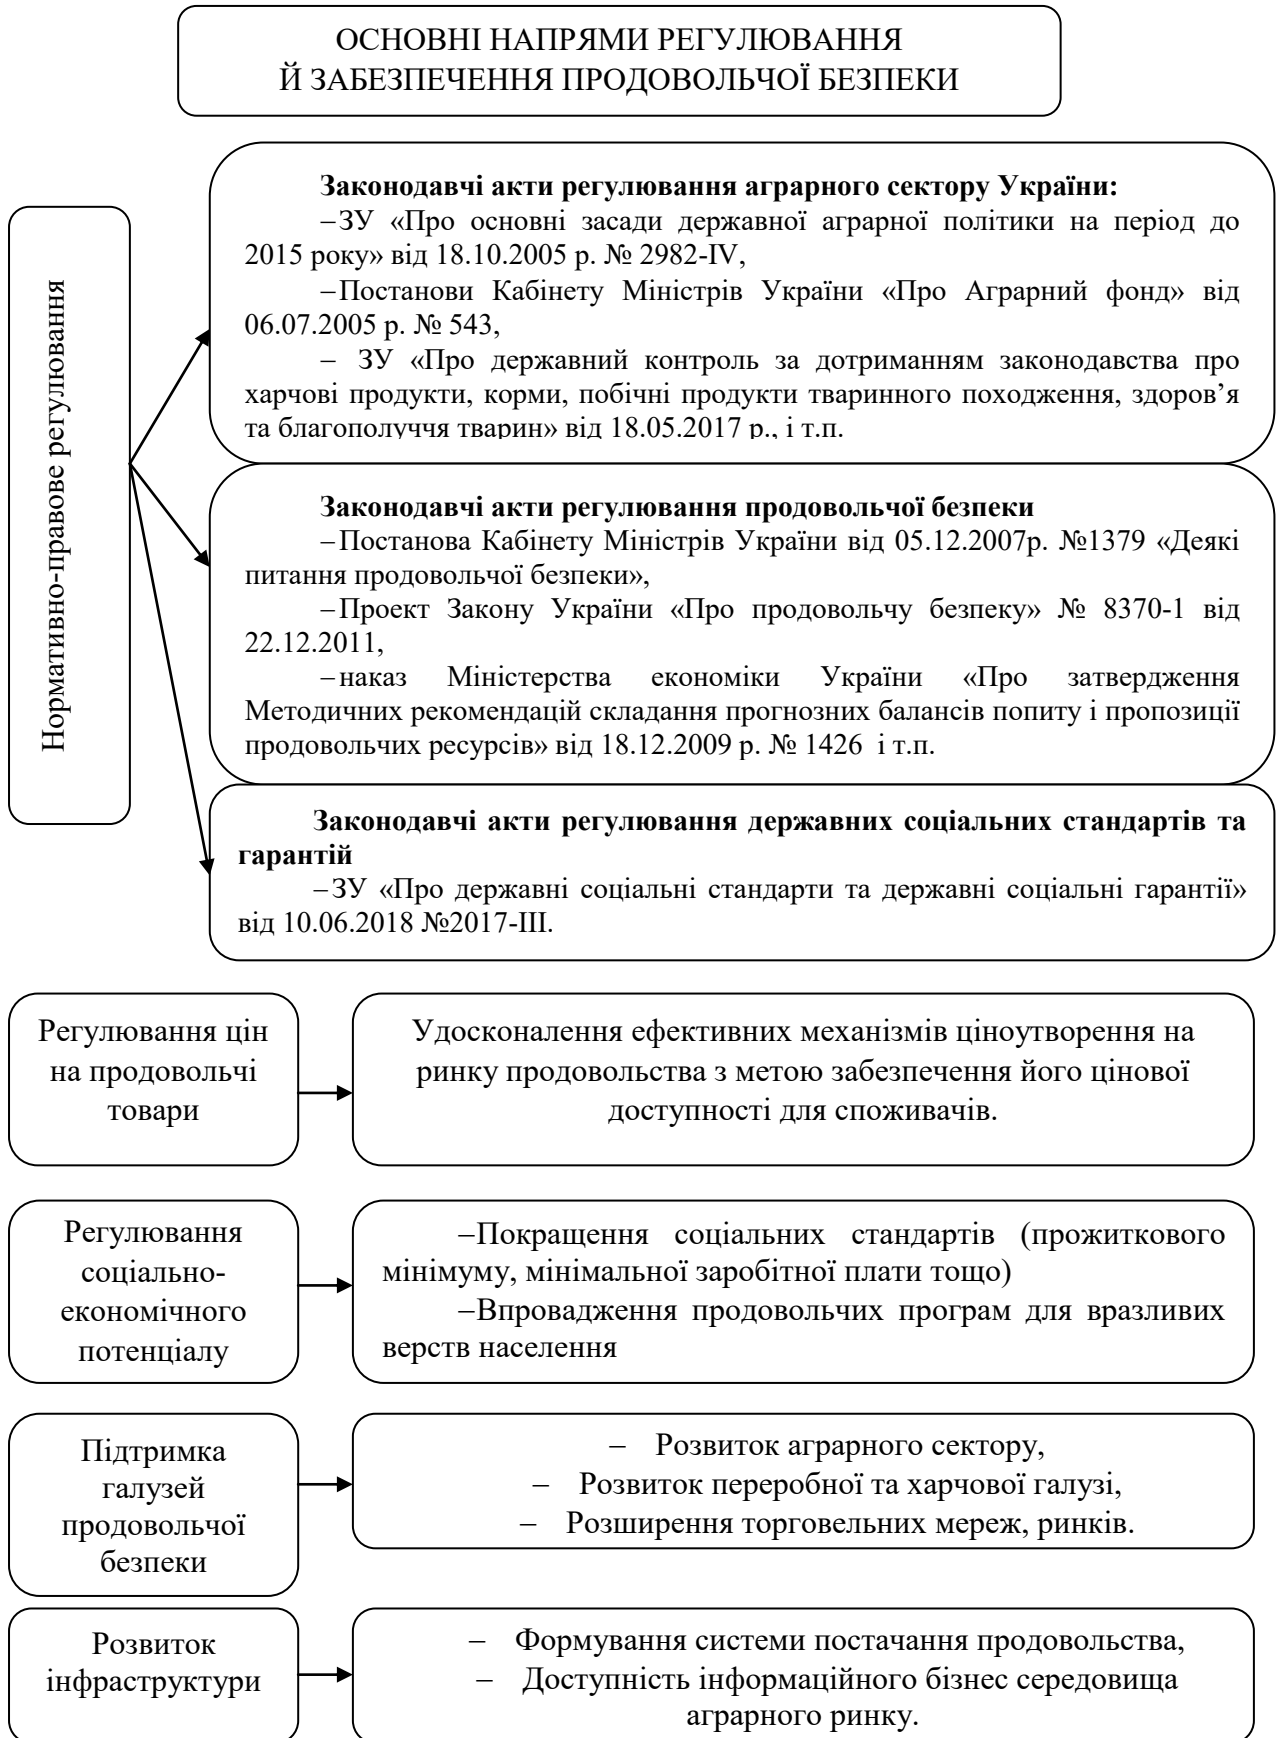 ОСНОВНІ НАПРЯМИ РЕГУЛЮВАННЯ
Й ЗАБЕЗПЕЧЕННЯ ПРОДОВОЛЬЧОЇ БЕЗПЕКИ
Нормативно-правове регулювання
Законодавчі акти регулювання аграрного сектору України:
–ЗУ «Про основні засади державної аграрної політики на період до
2015 року» від 18.10.2005 р. № 2982-IV,
–Постанови Кабінету Міністрів України «Про Аграрний фонд» від
06.07.2005 р. № 543,
– ЗУ «Про державний контроль за дотриманням законодавства про
харчові продукти, корми, побічні продукти тваринного походження, здоров’я
та благополуччя тварин» від 18.05.2017 р., і т.п.
Законодавчі акти регулювання продовольчої безпеки
–Постанова Кабінету Міністрів України від 05.12.2007р. №1379 «Деякі
питання продовольчої безпеки»,
–Проект Закону України «Про продовольчу безпеку» № 8370-1 від
22.12.2011,
–наказ Міністерства економіки України «Про затвердження
Методичних рекомендацій складання прогнозних балансів попиту і пропозиції
продовольчих ресурсів» від 18.12.2009 р. № 1426 і т.п.
Законодавчі акти регулювання державних соціальних стандартів та
гарантій
–ЗУ «Про державні соціальні стандарти та державні соціальні гарантії»
від 10.06.2018 №2017-III.
Регулювання цін
на продовольчі
товари
Удосконалення ефективних механізмів ціноутворення на
ринку продовольства з метою забезпечення його цінової
доступності для споживачів.
Регулювання
соціально-
економічного
потенціалу
–Покращення соціальних стандартів (прожиткового
мінімуму, мінімальної заробітної плати тощо)
–Впровадження продовольчих програм для вразливих
верств населення
Підтримка
галузей
продовольчої
безпеки
– Розвиток аграрного сектору,
– Розвиток переробної та харчової галузі,
– Розширення торговельних мереж, ринків.
Розвиток
інфраструктури
– Формування системи постачання продовольства,
– Доступність інформаційного бізнес середовища
аграрного ринку.